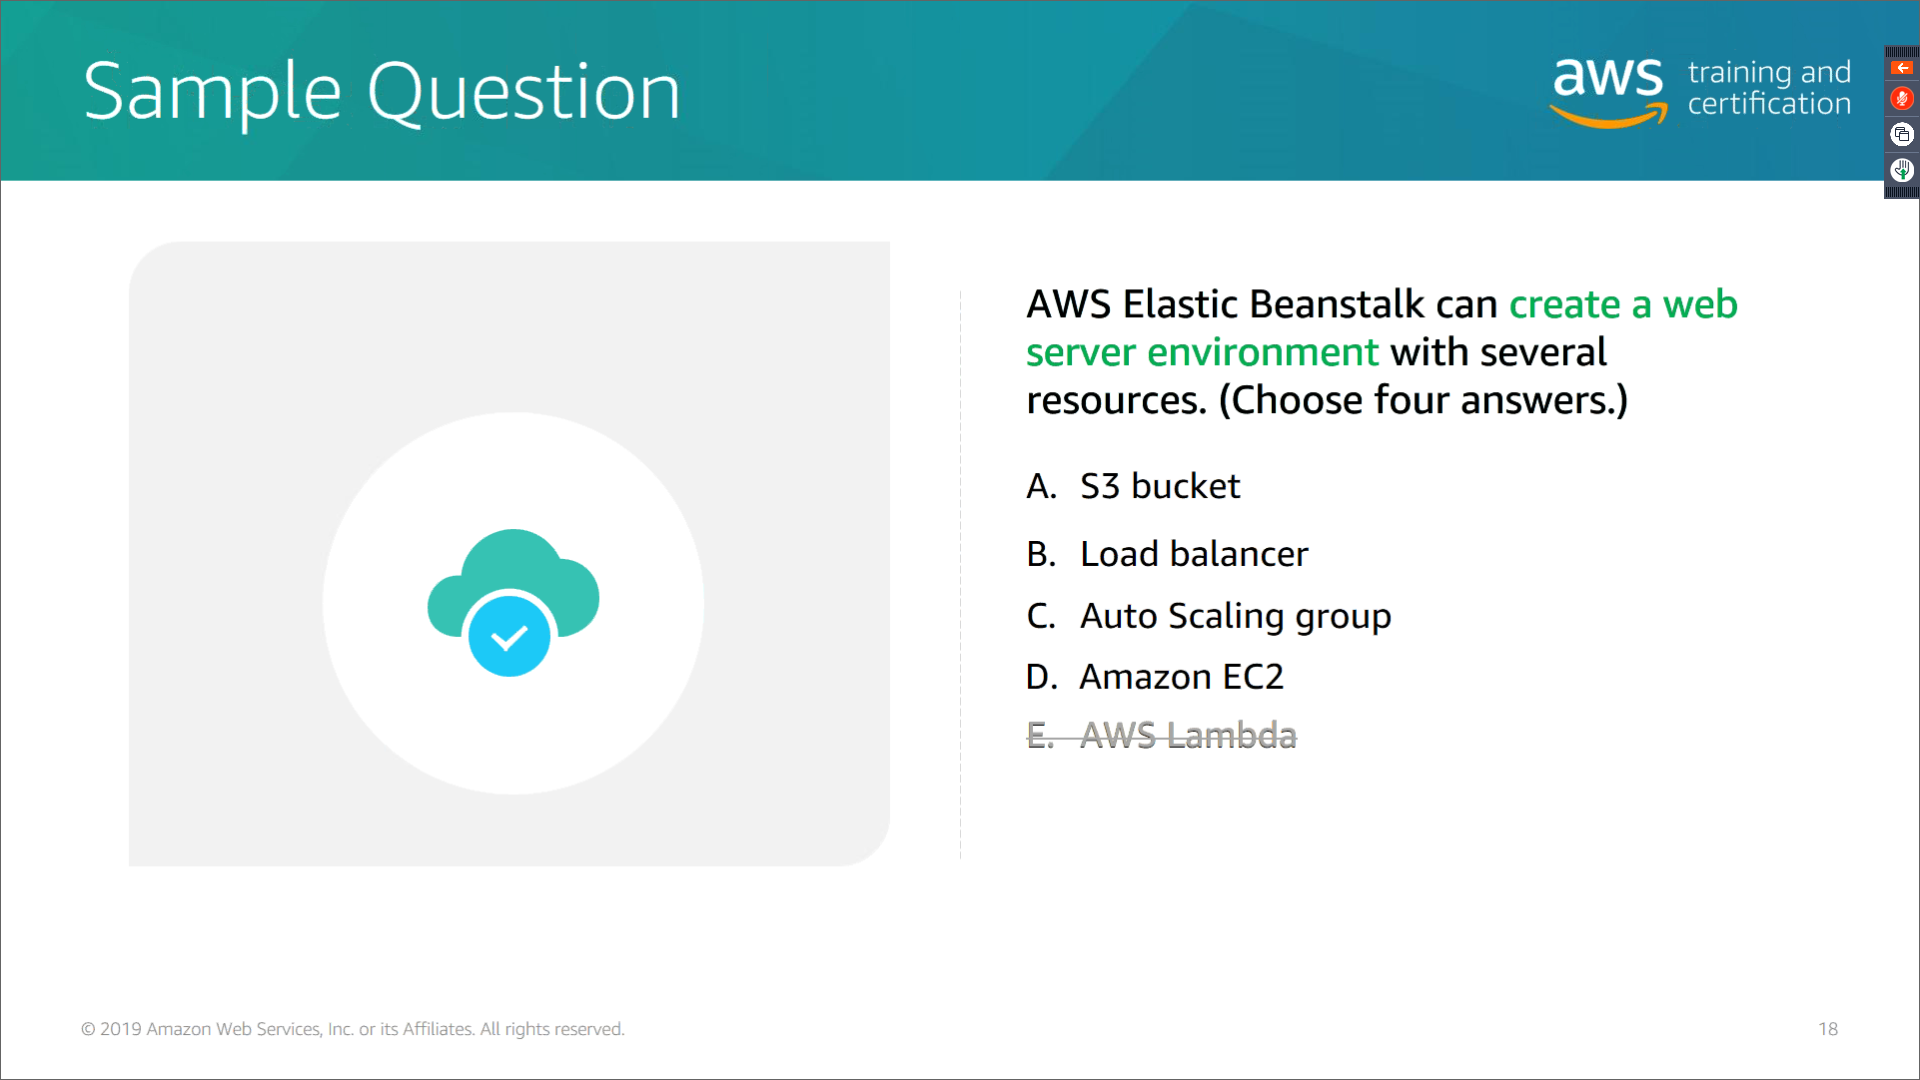 Sample Question
aws training and
certification
AWS Elastic Beanstalk can create a web
server environment with several
resources. (Choose four answers.)
A. S3 bucket
B. Load balancer
C. Auto Scaling group
D. Amazon EC2
E. AWS Lambda
© 2019 Amazon Web Services, Inc. or its Affiliates. All rights reserved.
18